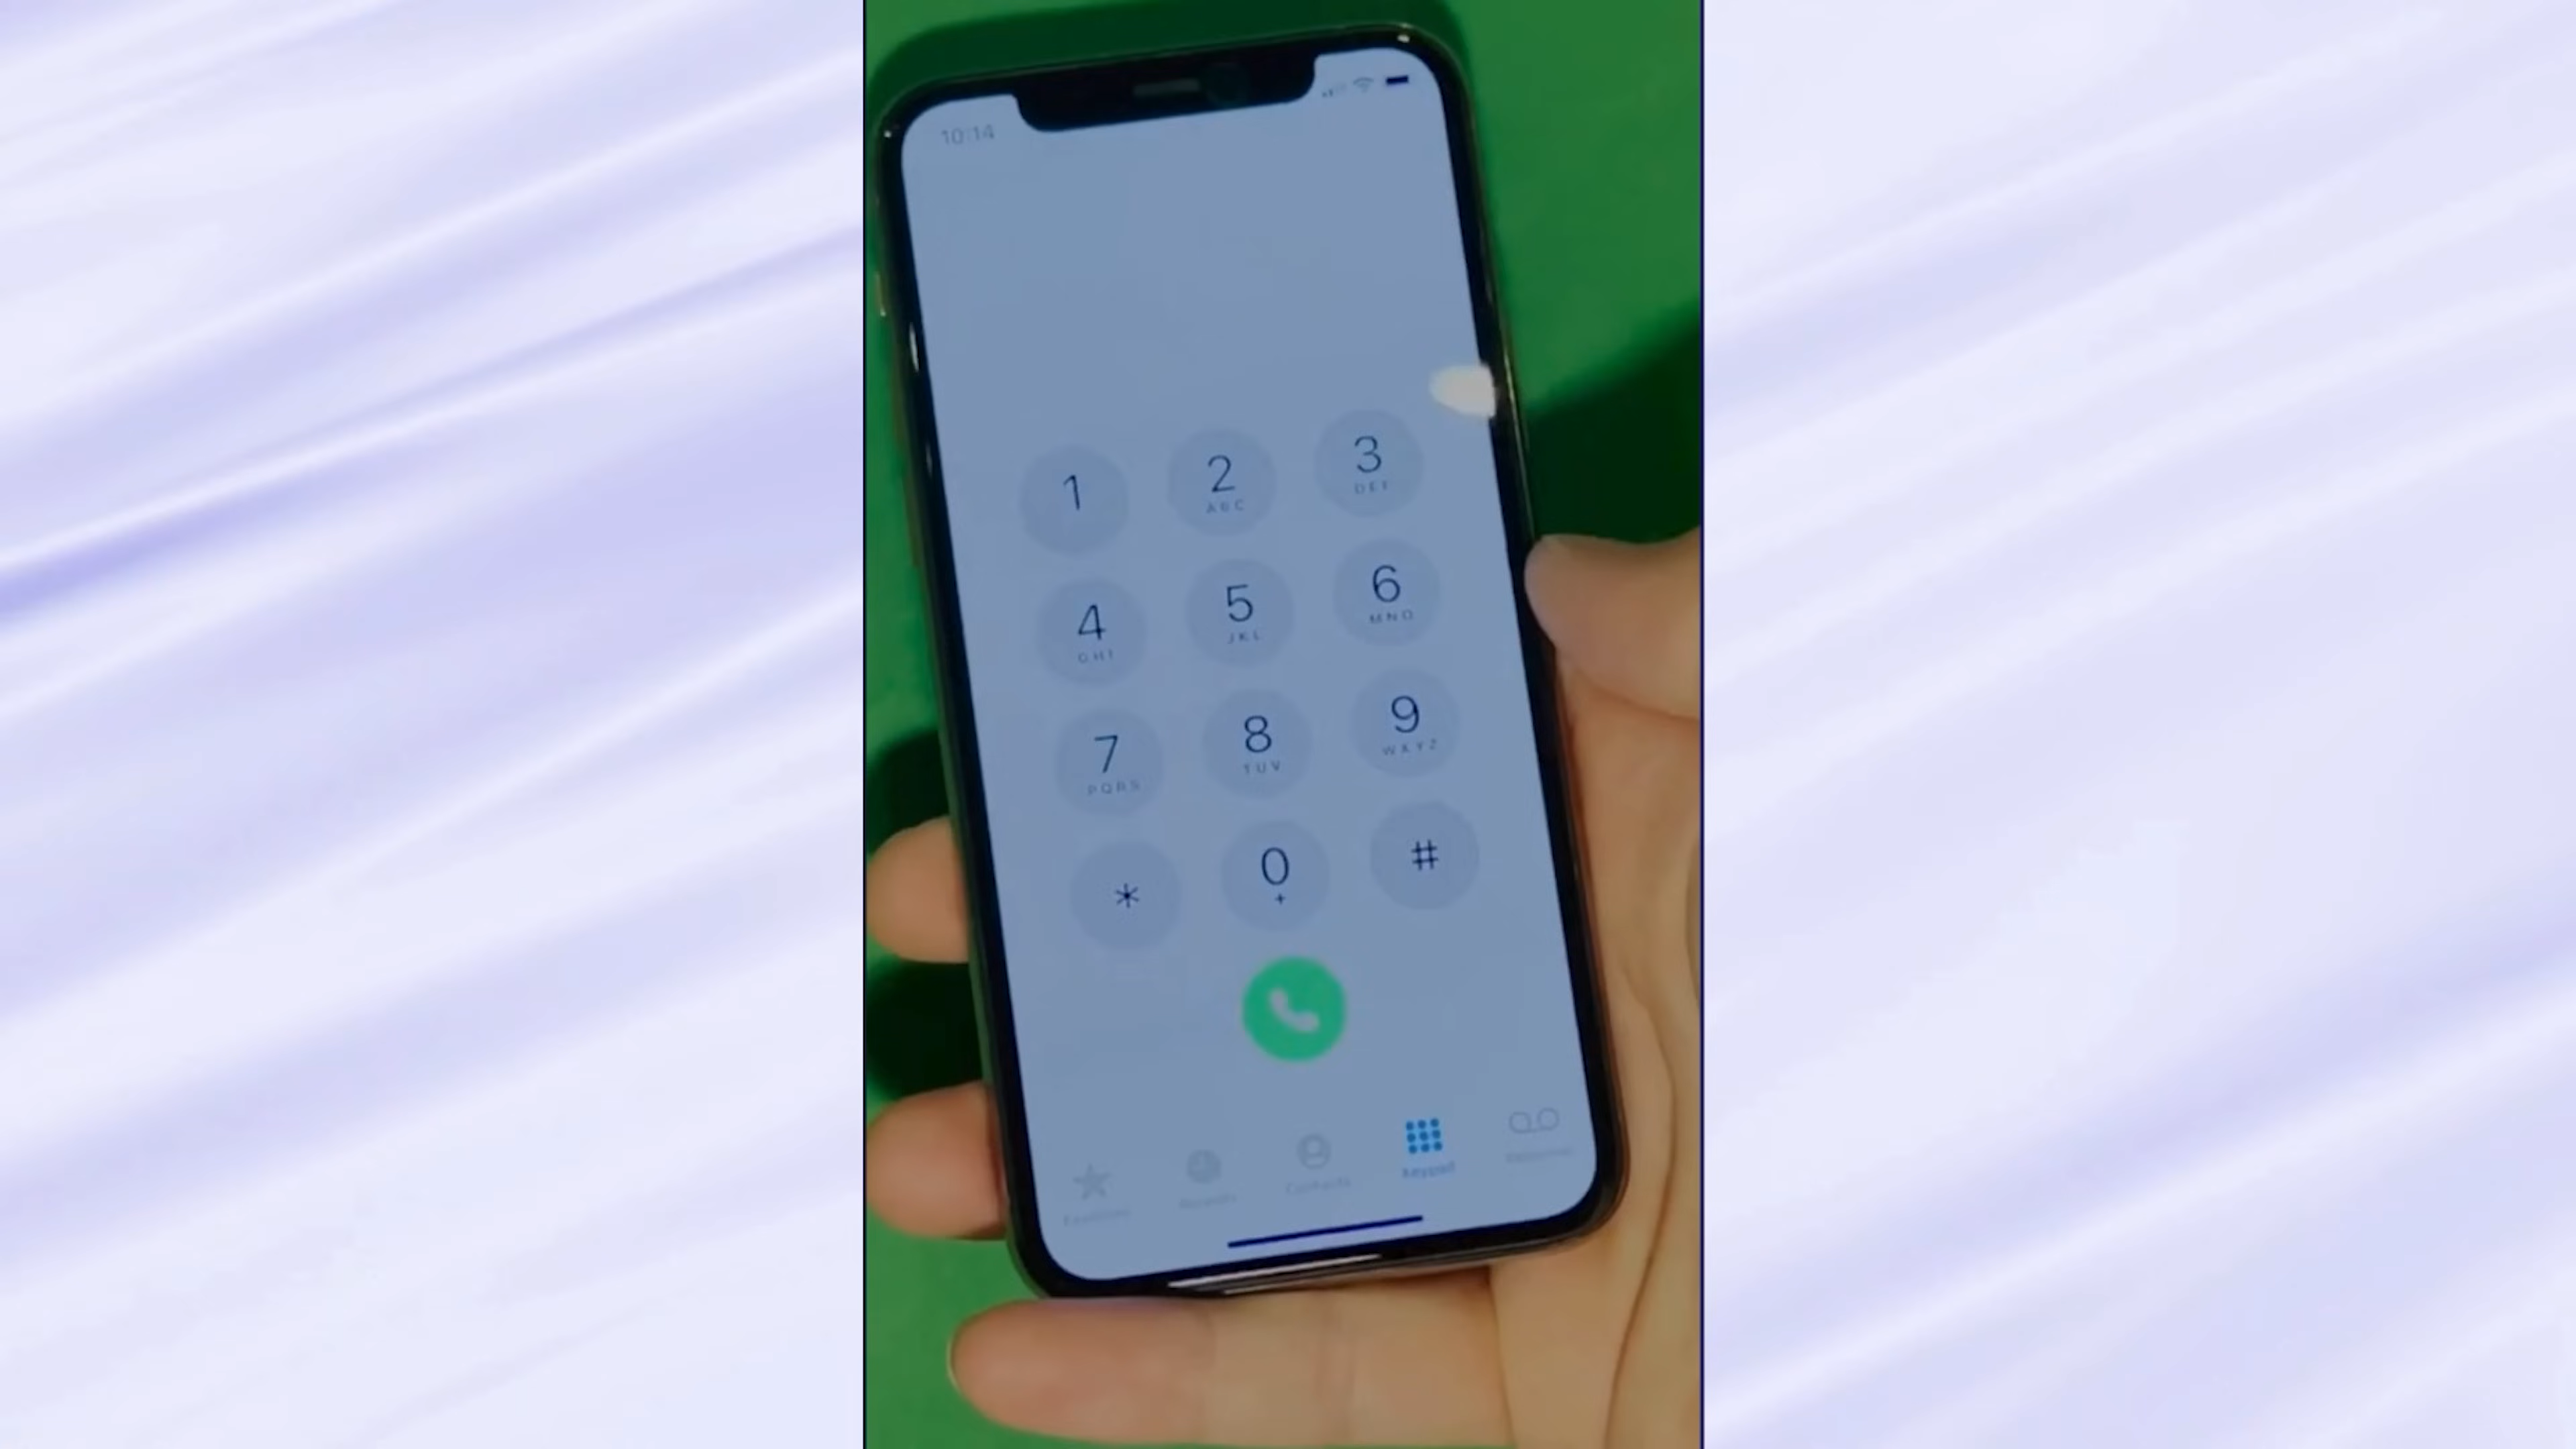 10:14
1 2 3
ABC DEF
4 5 6
GHI JKL MNO
7 8 9
PQRS TUV WXYZ
* 0 #
+
Contacts Keypad